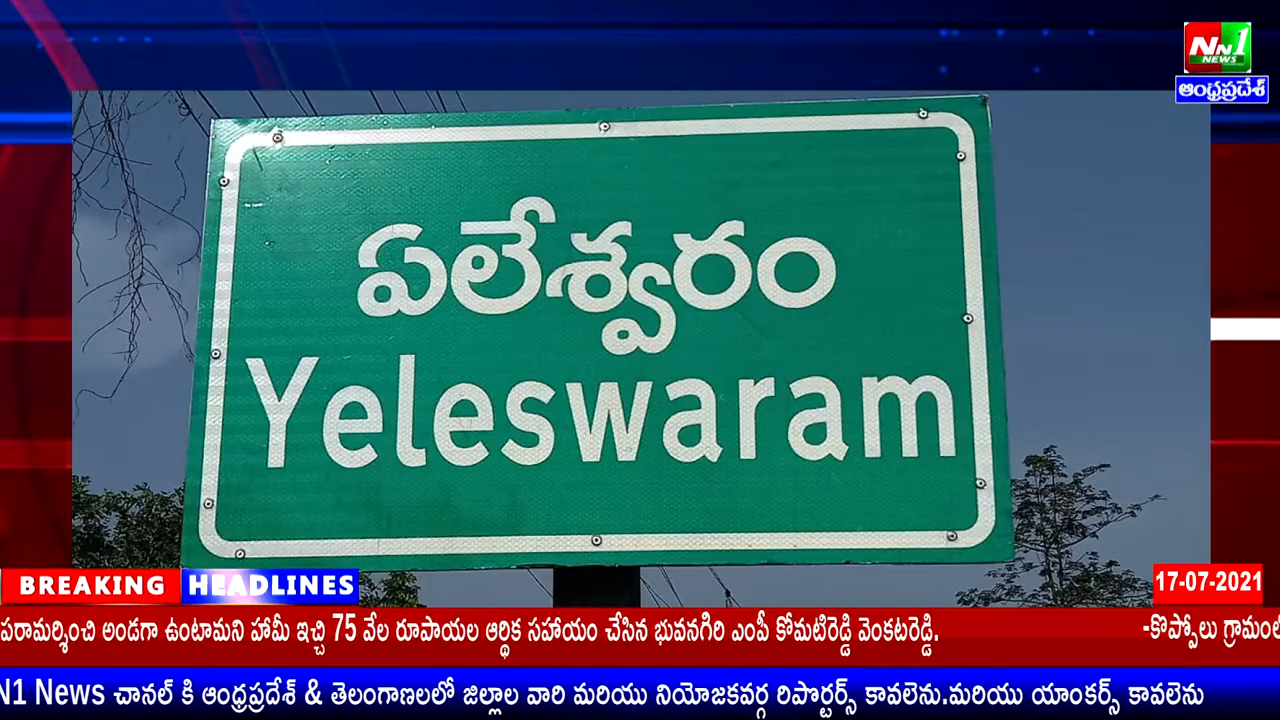 Nn1
NEWS
ఆంధ్రప్రదేశ్
ఏలేశ్వరం
Yeleswaram
BREAKING HEADLINES
17-07-2021
పరామర్శించి అండగా ఉంటామని హామీ ఇచ్చి 75 వేల రూపాయల ఆర్థిక సహాయం చేసిన భువనగిరి ఎంపీ కోమటిరెడ్డి వెంకటరెడ్డి. -కొప్పోలు
N1 News చానల్ కి ఆంధ్రప్రదేశ్ & తెలంగాణలలో జిల్లాల వారి మరియు నియోజకవర్గ రిపొర్టర్స్ కావలెను.మరియు యాంకర్స్ కావలెను